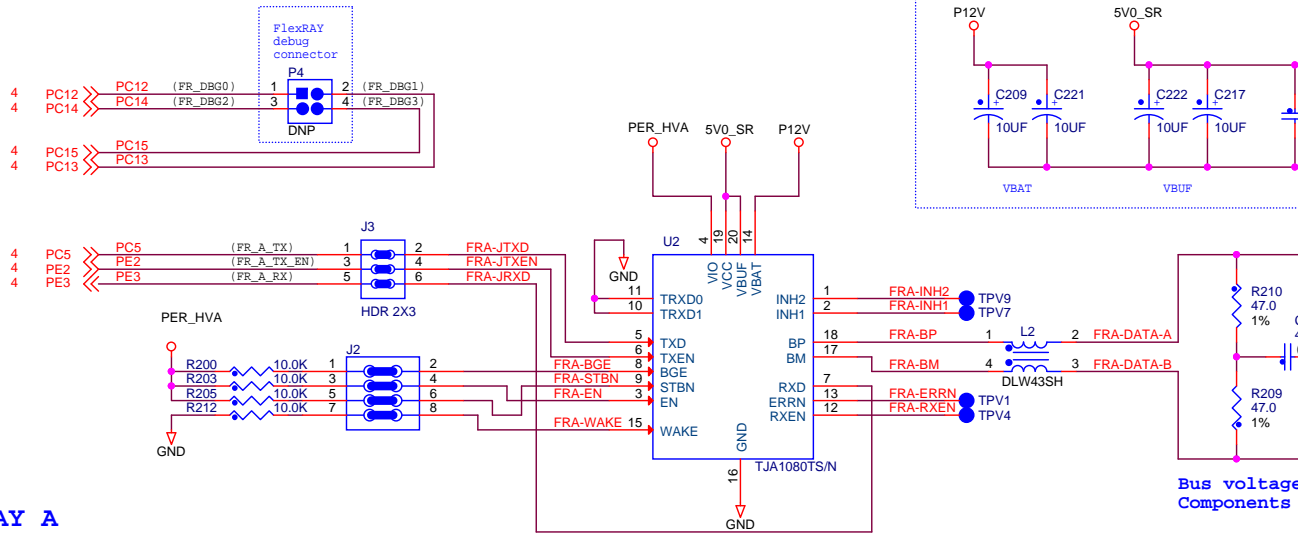 P12V 5V0_SR
FlexRAY
debug
connector
P4
4 PC12 PC12 (FR_DBG0) 1 2 (FR_DBG1)
4 PC14 PC14 (FR_DBG2) 3 4 (FR_DBG3)
DNP
C209 C221 C222 C217
+ + + +
10UF 10UF 10UF 10UF
4 PC15 PC15
4 PC13 PC13
VBAT VBUF
PER_HVA 5V0_SR P12V
J3
4 PC5 PC5 (FR_A_TX) 1 2 FRA-JTXD
4 PE2 PE2 (FR_A_TX_EN) 3 4 FRA-JTXEN
4 PE3 PE3 (FR_A_RX) 5 6 FRA-JRXD
HDR 2X3
U2
4 19 20 14
VIO VCC VBUF VBAT
GND
11 TRXD0
10 TRXD1
5 TXD
6 TXEN
8 BGE
9 STBN
3 EN
15 WAKE
INH2 1 FRA-INH2 TPV9
INH1 2 FRA-INH1 TPV7
BP 18 FRA-BP 1 L2 2 FRA-DATA-A
BM 17 FRA-BM 4 3 FRA-DATA-B
DLW43SH
RXD 7
ERRN 13 FRA-ERRN TPV1
RXEN 12 FRA-RXEN TPV4
GND
16
TJA1080TS/N
GND
PER_HVA
J2
R200 10.0K 1 2 FRA-BGE
R203 10.0K 3 4 FRA-STBN
R205 10.0K 5 6 FRA-EN
R212 10.0K 7 8
FRA-WAKE
GND
R210
47.0
1%
R209
47.0
1%
C
4
Bus voltage
Components
AY A